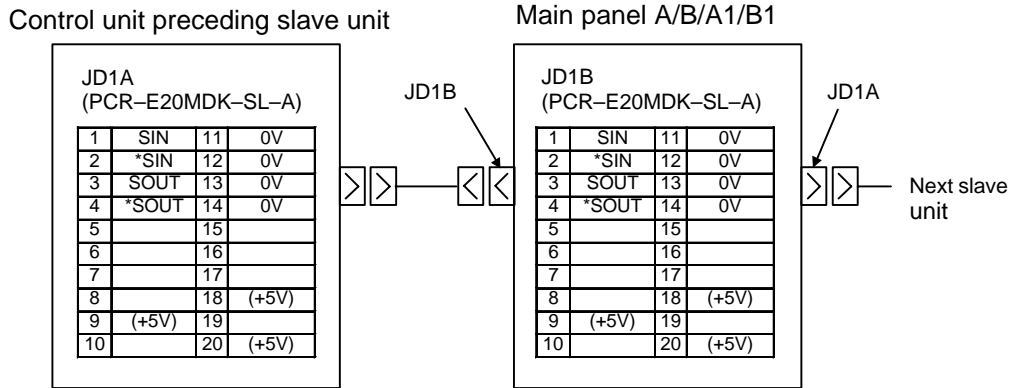 Control unit preceding slave unit
Main panel A/B/A1/B1
JD1A
(PCR–E20MDK–SL–A)
1 SIN 11 0V
2 *SIN 12 0V
3 SOUT 13 0V
4 *SOUT 14 0V
5 15
6 16
7 17
8 18 (+5V)
9 (+5V) 19
10 20 (+5V)
JD1B
JD1B
(PCR–E20MDK–SL–A)
1 SIN 11 0V
2 *SIN 12 0V
3 SOUT 13 0V
4 *SOUT 14 0V
5 15
6 16
7 17
8 18 (+5V)
9 (+5V) 19
10 20 (+5V)
JD1A
Next slave
unit